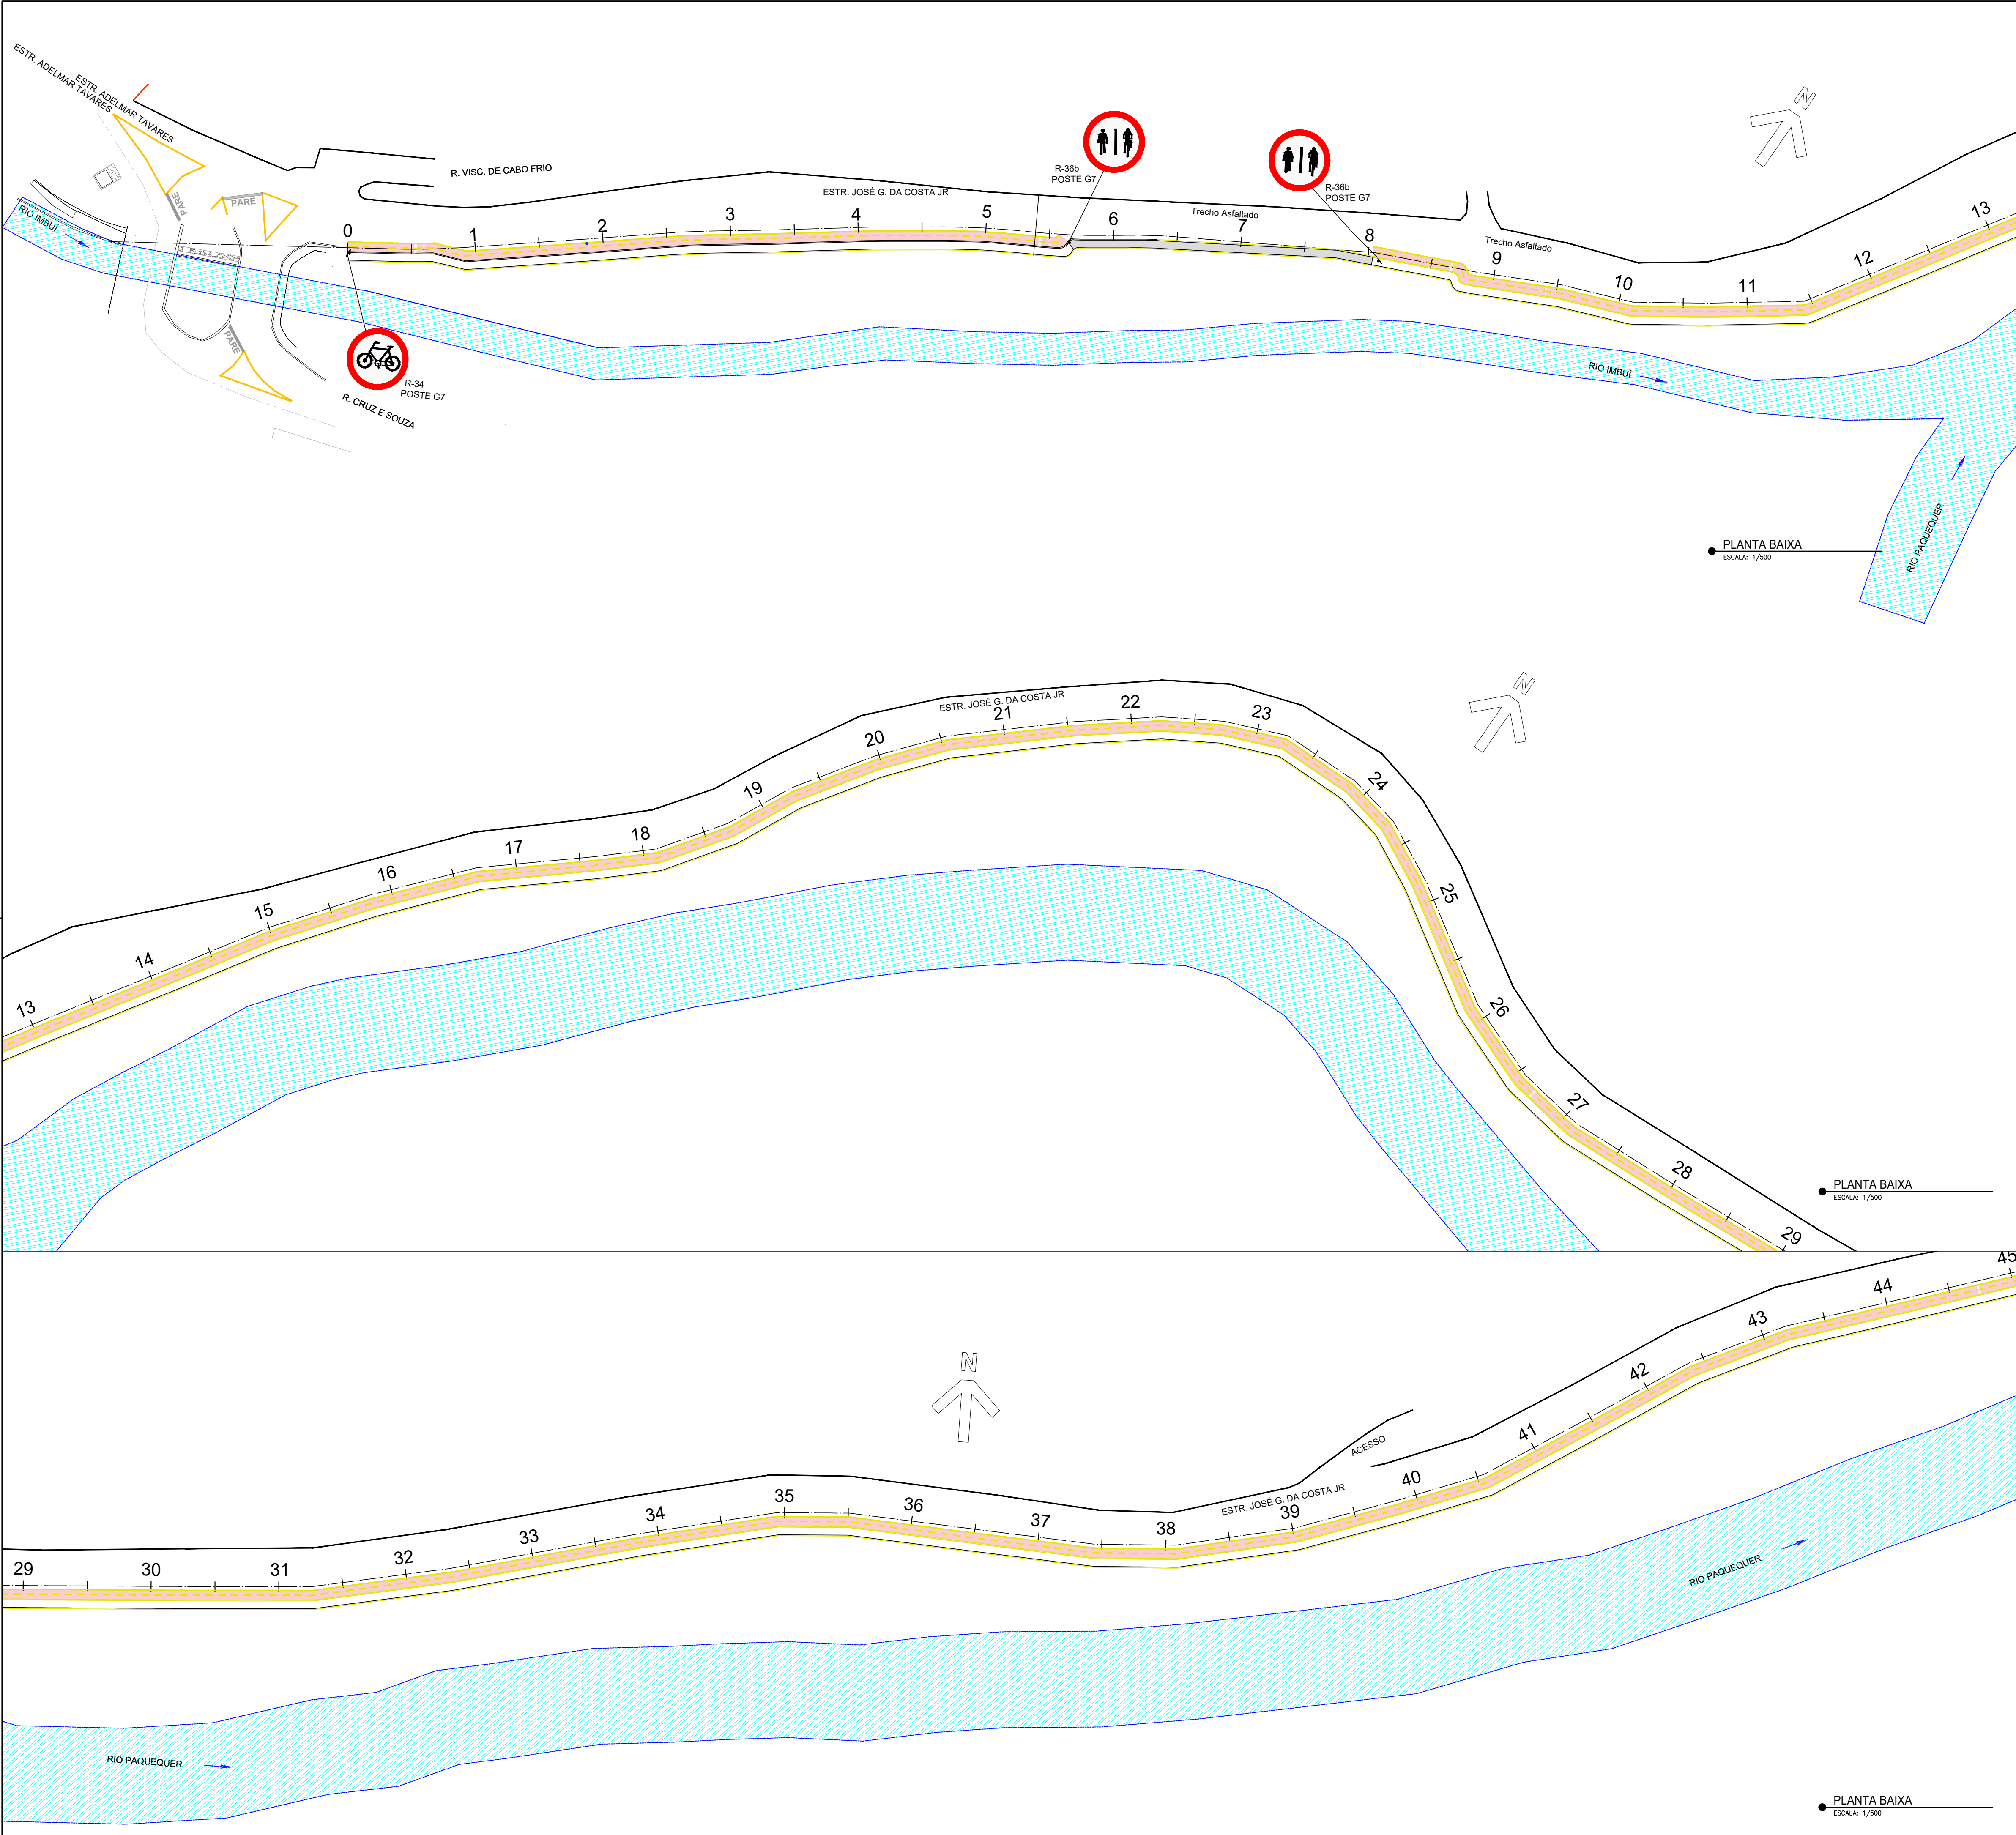 ESTR. ADELMAR TAVARES
ESTR. ADELMAR TAVARES
N
R. VISC. DE CABO FRIO
R-36b
POSTE G7
R-36b
POSTE G7
ESTR. JOSÉ G. DA COSTA JR
Trecho Asfaltado
Trecho Asfaltado
PARE
PARE
RIO IMBUÍ
0
1
2
3
4
5
6
7
8
9
10
11
12
13
PARE
R-34
POSTE G7
R. CRUZ E SOUZA
RIO IMBUÍ
RIO PAQUEQUER
PLANTA BAIXA
ESCALA: 1/500
N
ESTR. JOSÉ G. DA COSTA JR
13
14
15
16
17
18
19
20
21
22
23
24
25
26
27
28
29
PLANTA BAIXA
ESCALA: 1/500
N
ACESSO
ESTR. JOSÉ G. DA COSTA JR
29
30
31
32
33
34
35
36
37
38
39
40
41
42
43
44
45
RIO PAQUEQUER
RIO PAQUEQUER
PLANTA BAIXA
ESCALA: 1/500